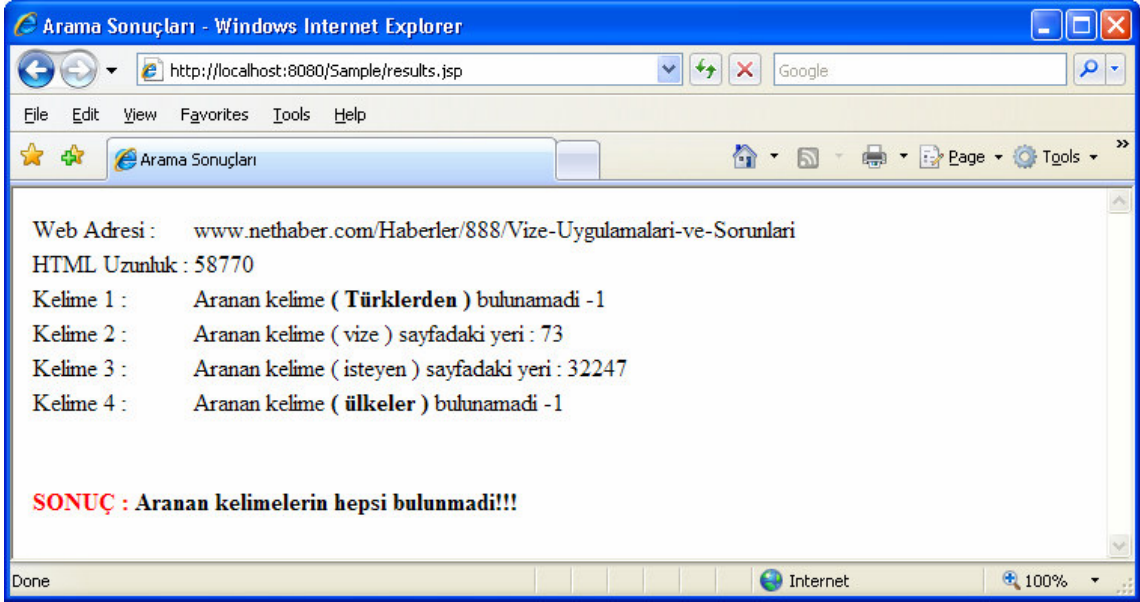 Arama Sonuçları - Windows Internet Explorer
http://localhost:8080/Sample/results.jsp
Google
File Edit View Favorites Tools Help
Arama Sonuçları
Page Tools »
Web Adresi : www.nethaber.com/Haberler/888/Vize-Uygulamalari-ve-Sorunlari
HTML Uzunluk : 58770
Kelime 1 : Aranan kelime ( Türklerden ) bulunamadi -1
Kelime 2 : Aranan kelime ( vize ) sayfadaki yeri : 73
Kelime 3 : Aranan kelime ( isteyen ) sayfadaki yeri : 32247
Kelime 4 : Aranan kelime ( ülkeler ) bulunamadi -1
SONUÇ : Aranan kelimelerin hepsi bulunmadi!!!
Done Internet 100%